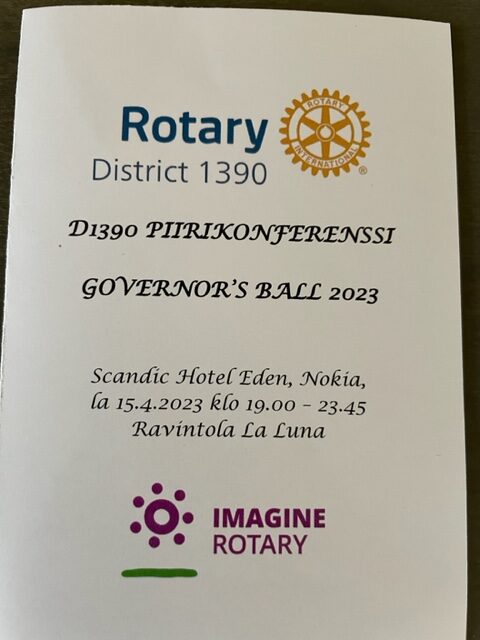 Rotary
ROTARY
INTERNATIONAL
®
District 1390
D1390 PIIRIKONFERENSSI
GOVERNOR'S BALL 2023
Scandic Hotel Eden, Nokia,
la 15.4.2023 klo 19.00 – 23.45
Ravintola La Luna
IMAGINE
ROTARY